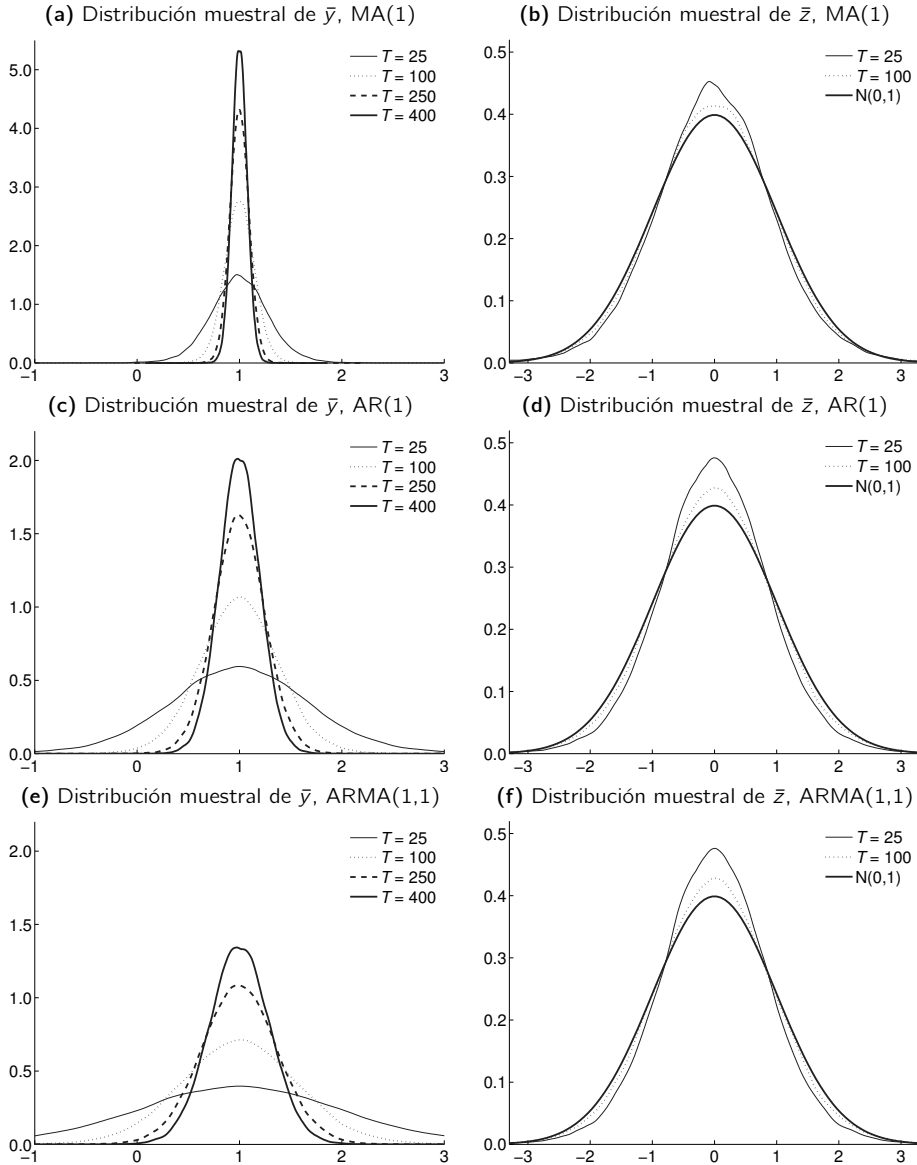 (a) Distribución muestral de ȳ, MA(1)
T = 25
T = 100
T = 250
T = 400
5.0
4.0
3.0
2.0
1.0
0.0
−1 0 1 2 3
(b) Distribución muestral de z̄, MA(1)
T = 25
T = 100
N(0,1)
0.5
0.4
0.3
0.2
0.1
0.0
−3 −2 −1 0 1 2 3
(c) Distribución muestral de ȳ, AR(1)
T = 25
T = 100
T = 250
T = 400
2.0
1.5
1.0
0.5
0.0
−1 0 1 2 3
(d) Distribución muestral de z̄, AR(1)
T = 25
T = 100
N(0,1)
0.5
0.4
0.3
0.2
0.1
0.0
−3 −2 −1 0 1 2 3
(e) Distribución muestral de ȳ, ARMA(1,1)
T = 25
T = 100
T = 250
T = 400
2.0
1.5
1.0
0.5
0.0
−1 0 1 2 3
(f) Distribución muestral de z̄, ARMA(1,1)
T = 25
T = 100
N(0,1)
0.5
0.4
0.3
0.2
0.1
0.0
−3 −2 −1 0 1 2 3